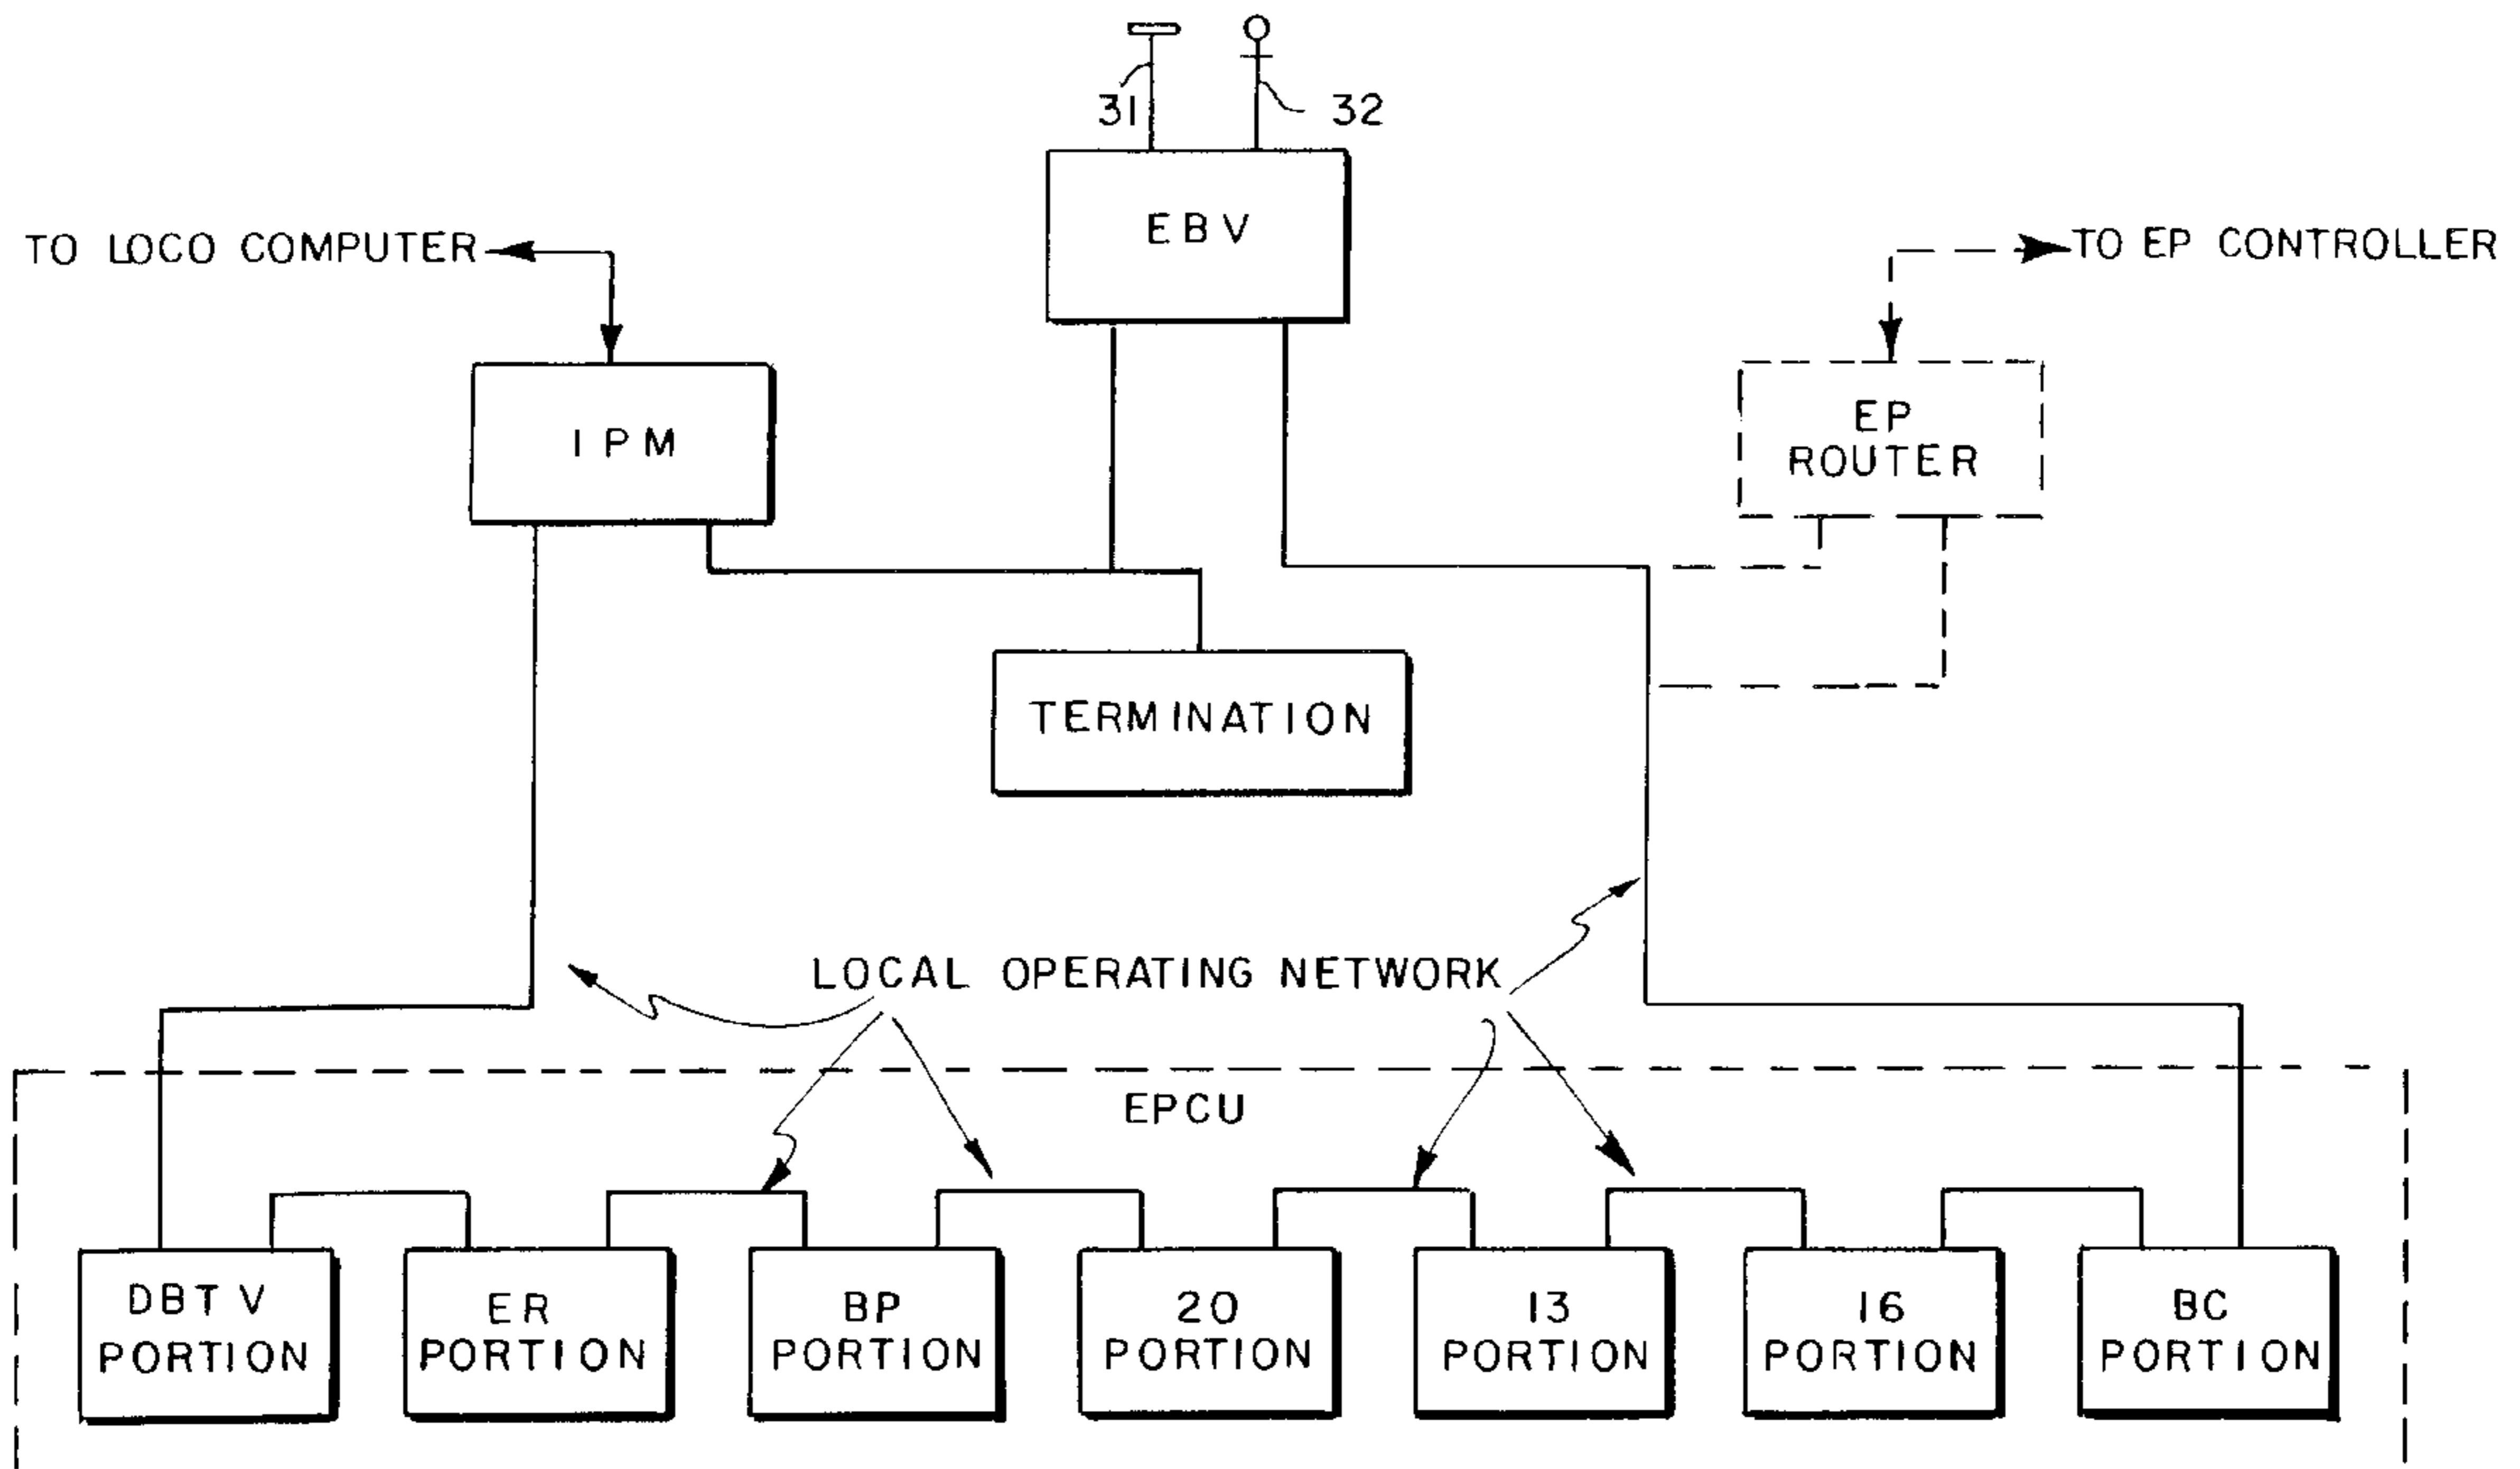 31
32
EBV
TO LOCO COMPUTER
TO EP CONTROLLER
IPM
EP
ROUTER
TERMINATION
LOCAL OPERATING NETWORK
EPCU
DBTV
PORTION
ER
PORTION
BP
PORTION
20
PORTION
13
PORTION
16
PORTION
BC
PORTION